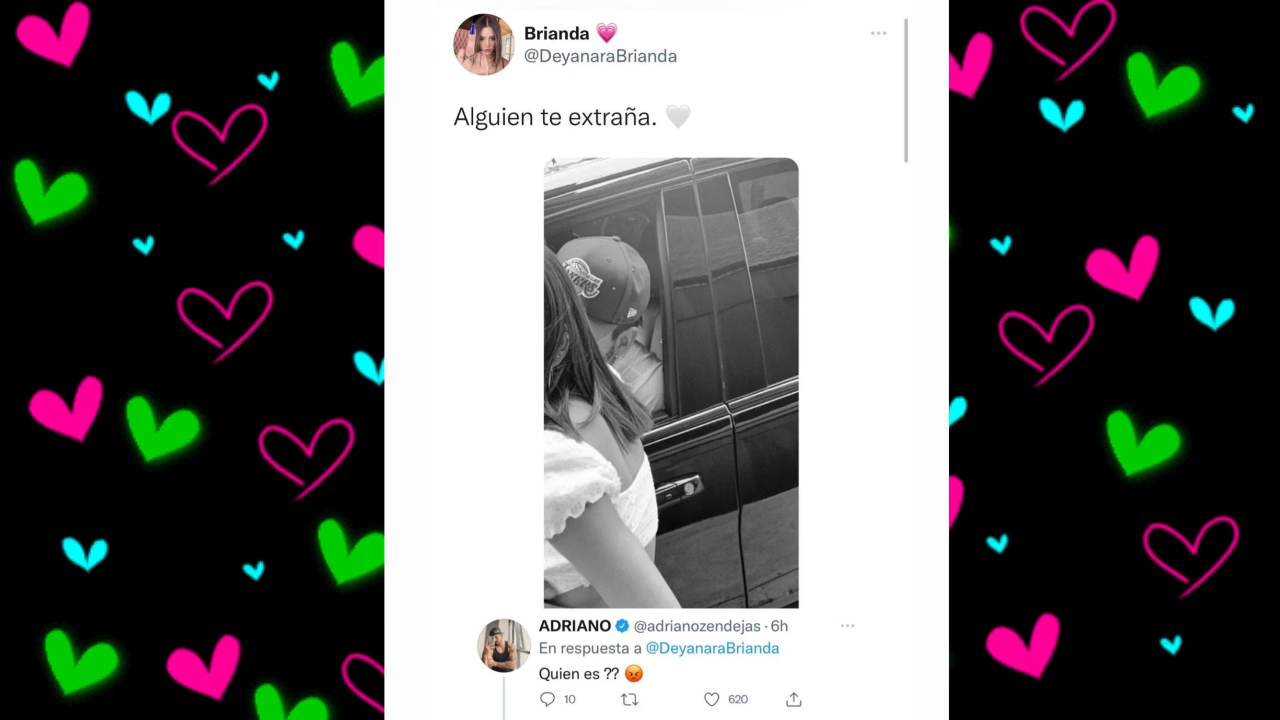 Brianda 💗
@DeyanaraBrianda
Alguien te extraña. 🤍
ADRIANO @adrianozendejas · 6h
En respuesta a @DeyanaraBrianda
Quien es ?? 😡
10
620